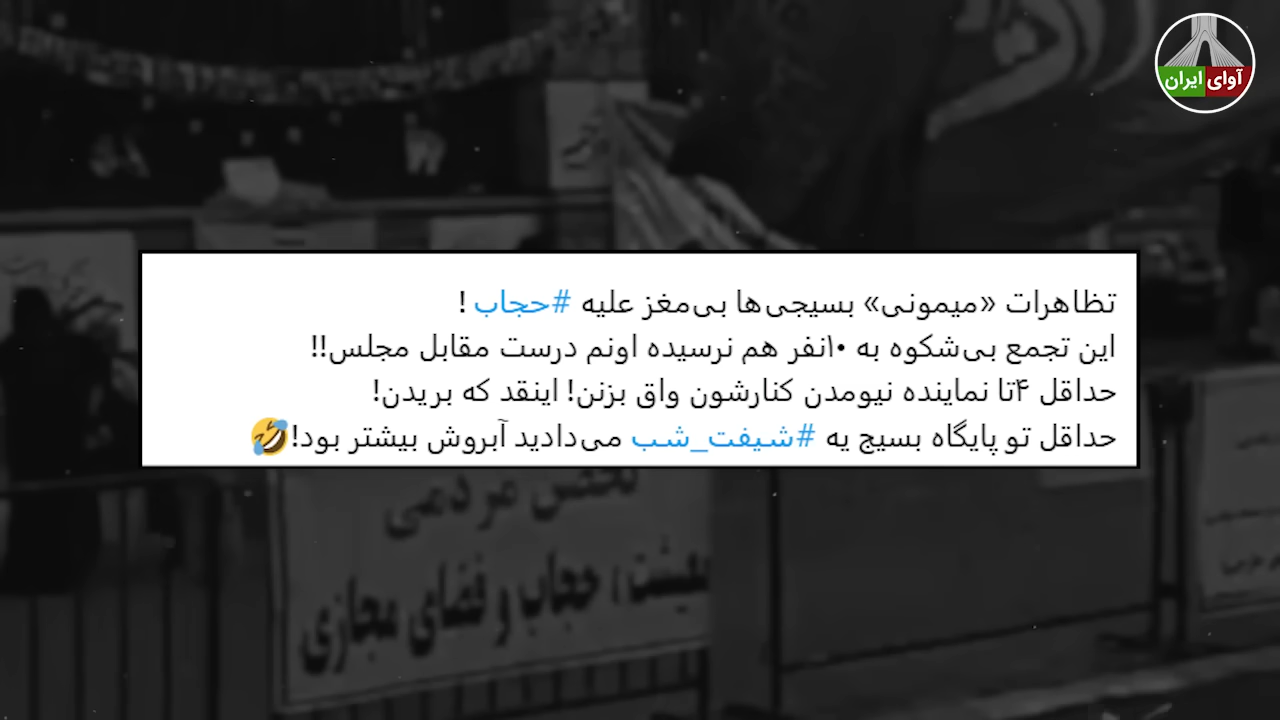 آوای ایران
تظاهرات «میمونی» بسیجی‌ها بی‌مغز علیه #حجاب !
این تجمع بی‌شکوه به ۱۰نفر هم نرسیده اونم درست مقابل مجلس!!
حداقل ۴تا نماینده نیومدن کنارشون واق بزنن! اینقد که بریدن!
حداقل تو پایگاه بسیج یه #شیفت_شب می‌دادید آبروش بیشتر بود!🤣
مردمی
معیشت ، حجاب و فضای مجازی